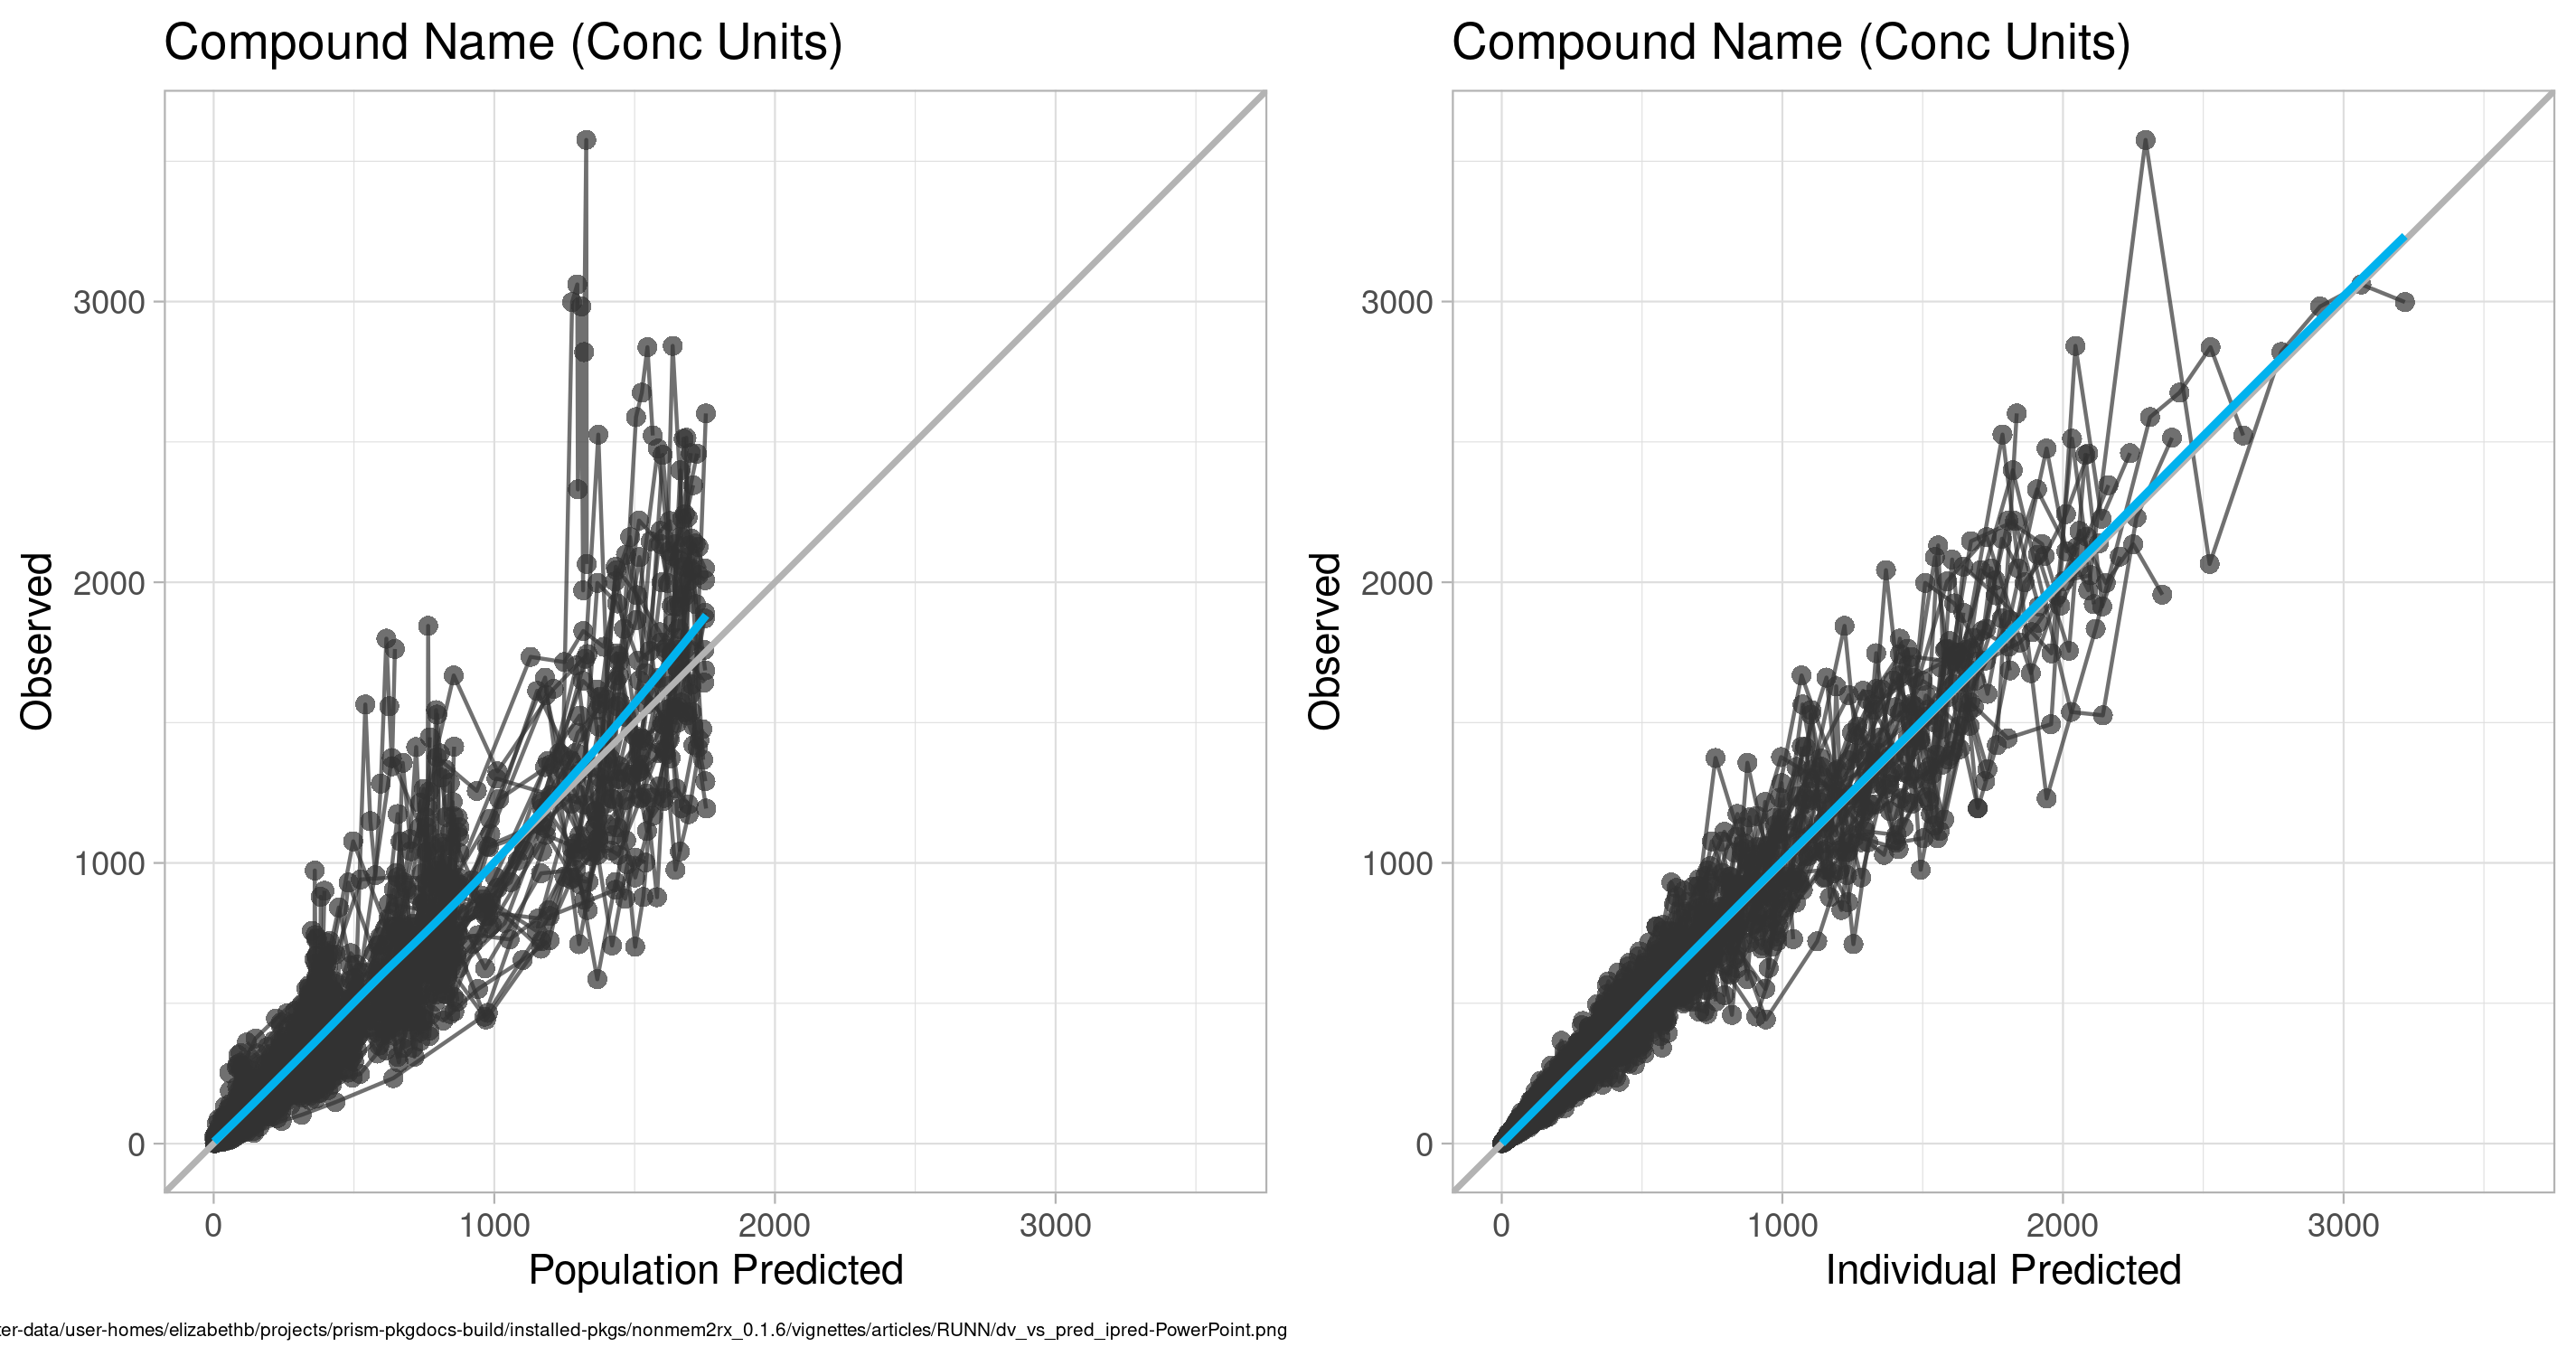 Compound Name (Conc Units)
Observed
3000
2000
1000
0
0 1000 2000 3000
Population Predicted
Compound Name (Conc Units)
Observed
3000
2000
1000
0
0 1000 2000 3000
Individual Predicted
ter-data/user-homes/elizabethb/projects/prism-pkgdocs-build/installed-pkgs/nonmem2rx_0.1.6/vignettes/articles/RUNN/dv_vs_pred_ipred-PowerPoint.png